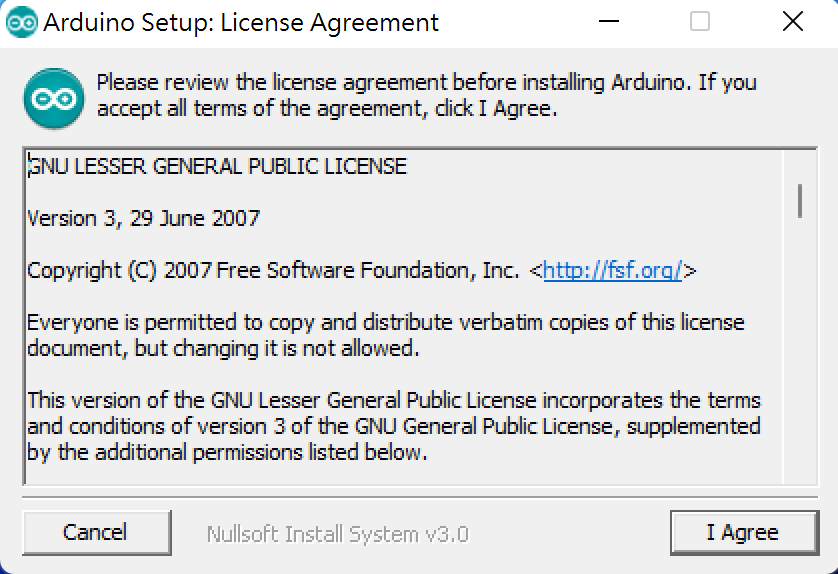 Arduino Setup: License Agreement
Please review the license agreement before installing Arduino. If you
accept all terms of the agreement, click I Agree.
GNU LESSER GENERAL PUBLIC LICENSE
Version 3, 29 June 2007
Copyright (C) 2007 Free Software Foundation, Inc. <http://fsf.org/>
Everyone is permitted to copy and distribute verbatim copies of this license
document, but changing it is not allowed.
This version of the GNU Lesser General Public License incorporates the terms
and conditions of version 3 of the GNU General Public License, supplemented
by the additional permissions listed below.
Cancel
Nullsoft Install System v3.0
I Agree